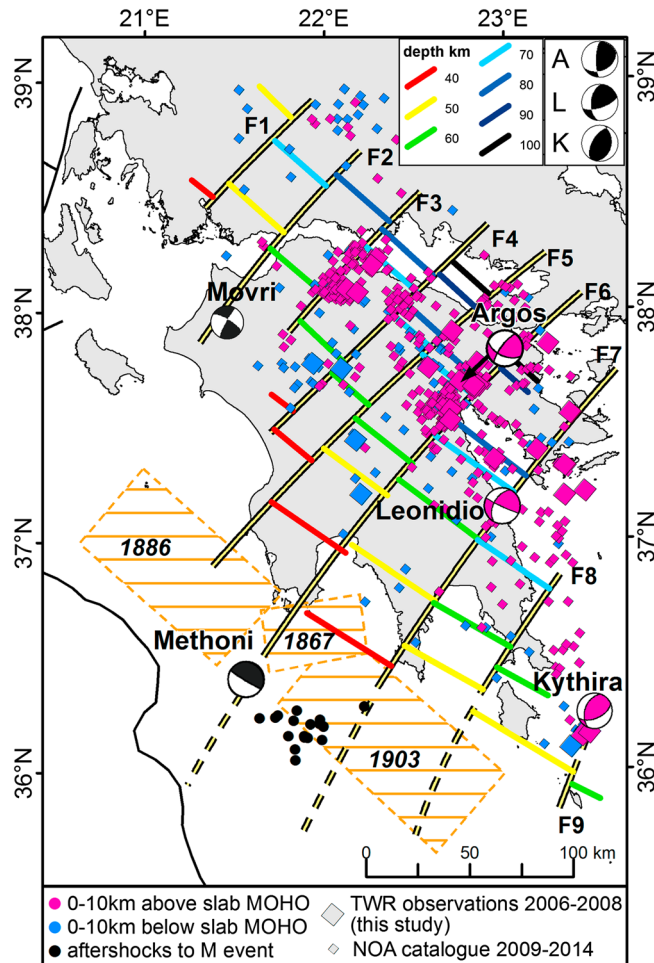 21°E 22°E 23°E
39°N 39°N
depth km
40
50
60
70
80
90
100
A
L
K
F1
F2
F3
F4
F5
F6
F7
Movri
Argos
38°N 38°N
Leonidio
37°N 37°N
1886
1867
F8
Methoni
Kythira
1903
36°N 36°N
F9
0 50 100 km
0-10km above slab MOHO
0-10km below slab MOHO
aftershocks to M event
TWR observations 2006-2008
(this study)
NOA catalogue 2009-2014